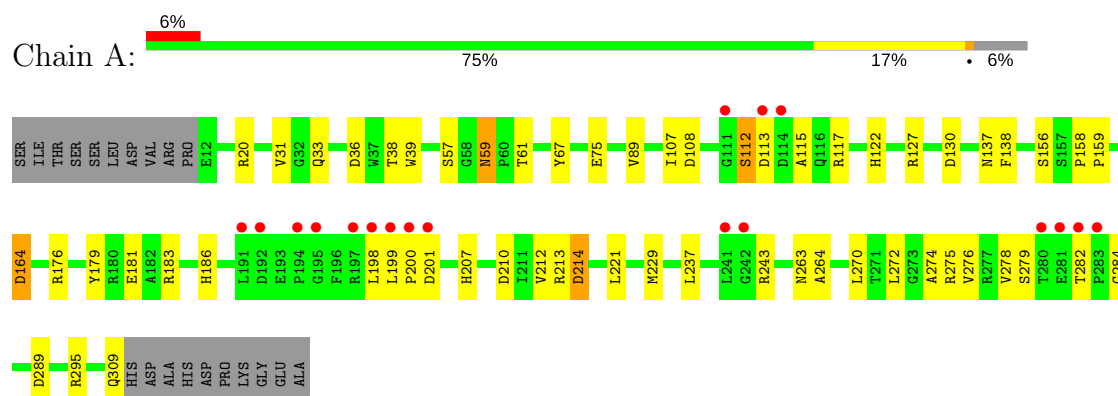 6%
Chain A:
75% 17% • 6%
SER ILE THR SER SER LEU ASP VAL ARG PRO E12 R20 V31 G32 Q33 D36 W37 T38 W39 S57 G58 N59 P60 T61 Y67 E75 V89 I107 D108 G111 S112 D113 D114 A115 Q116 R117 H122 R127 D130 N137 F138 S156 S157 P158 P159
D164 R176 Y179 R180 E181 A182 R183 H186 L191 D192 E193 P194 G195 F196 R197 L198 L199 P200 D201 H207 D210 I211 V212 R213 D214 L221 M229 L237 L241 G242 R243 N263 A264 L270 T271 L272 G273 A274 R275 V276 R277 V278 S279 T280 E281 T282 P283
D289 R295 Q309 HIS ASP ALA HIS ASP PRO LYS GLY GLU ALA